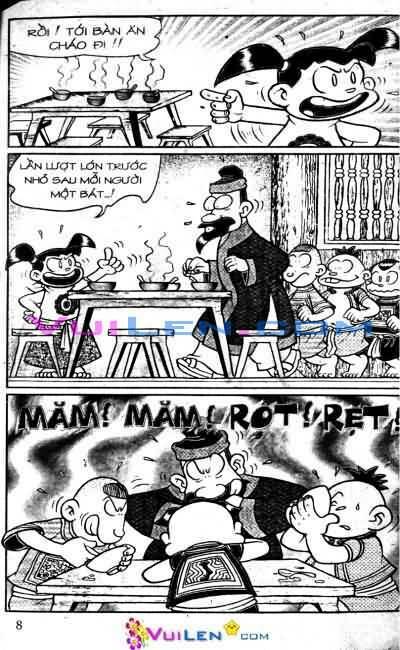 RỒI! TỚI BÀN ĂN
CHÁO ĐI!!
LẦN LƯỢT LỚN TRƯỚC
NHỎ SAU MỖI NGƯỜI
MỘT BÁT...!
VUILEN.COM
MĂM! MĂM! RỘT! RẸT!
8
VUILEN.COM